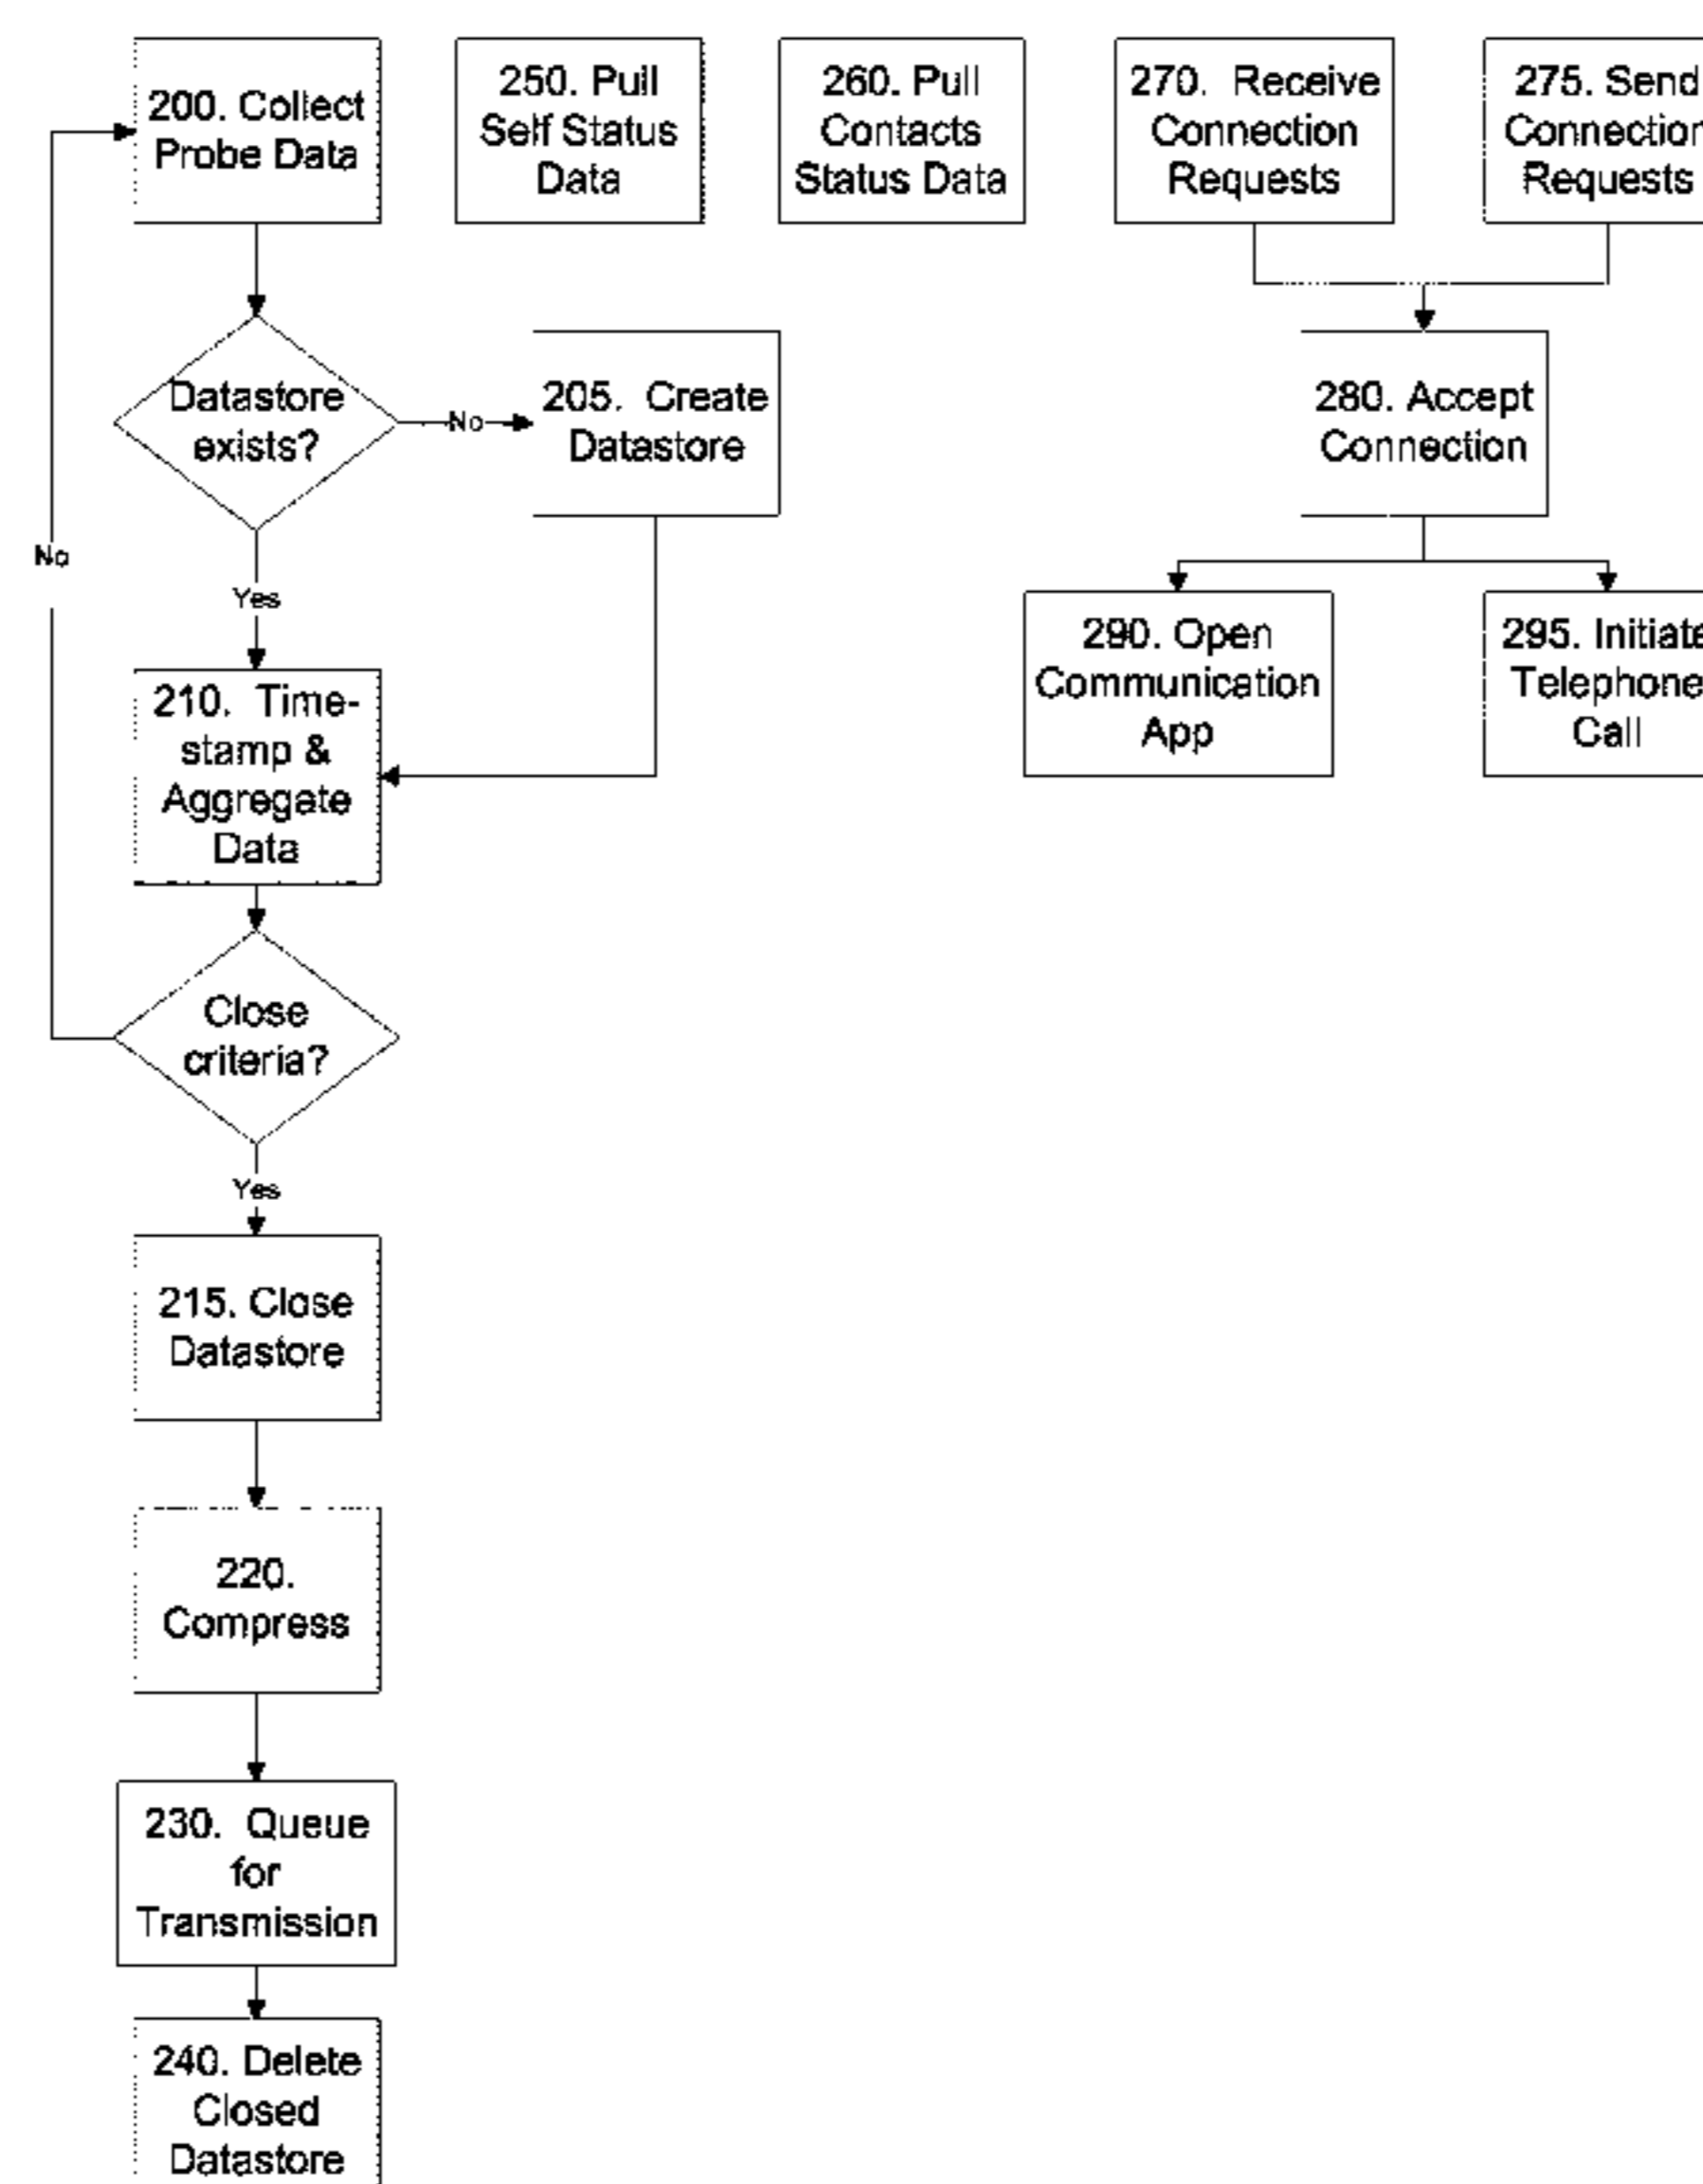 200. Collect
Probe Data
250. Pull
Self Status
Data
260. Pull
Contacts
Status Data
270. Receive
Connection
Requests
275. Send
Connection
Requests
Datastore
exists?
No
205. Create
Datastore
280. Accept
Connection
No
Yes
290. Open
Communication
App
295. Initiate
Telephone
Call
210. Time-
stamp &
Aggregate
Data
Close
criteria?
Yes
215. Close
Datastore
220.
Compress
230. Queue
for
Transmission
240. Delete
Closed
Datastore